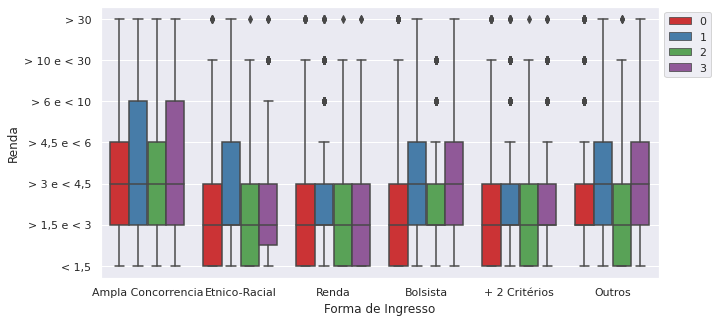 > 30
> 10 e < 30
> 6 e < 10
> 4,5 e < 6
> 3 e < 4,5
> 1,5 e < 3
< 1,5
Renda
Ampla Concorrencia Etnico-Racial Renda Bolsista + 2 Critérios Outros
Forma de Ingresso
0
1
2
3